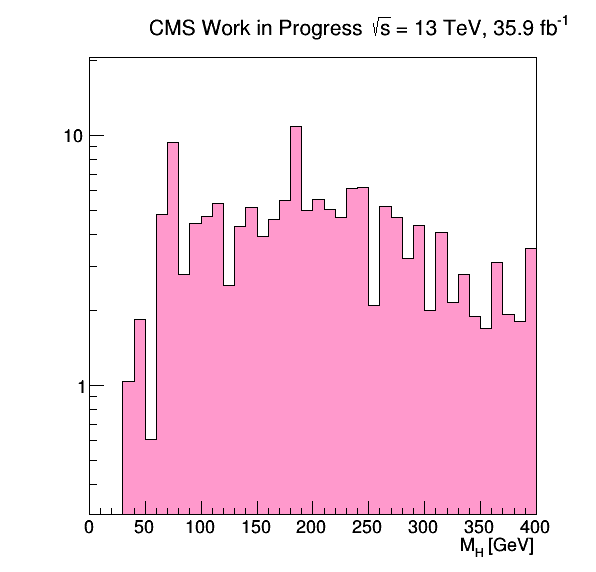 CMS Work in Progress √s = 13 TeV, 35.9 fb⁻¹
10
1
0 50 100 150 200 250 300 350 400
M_H [GeV]